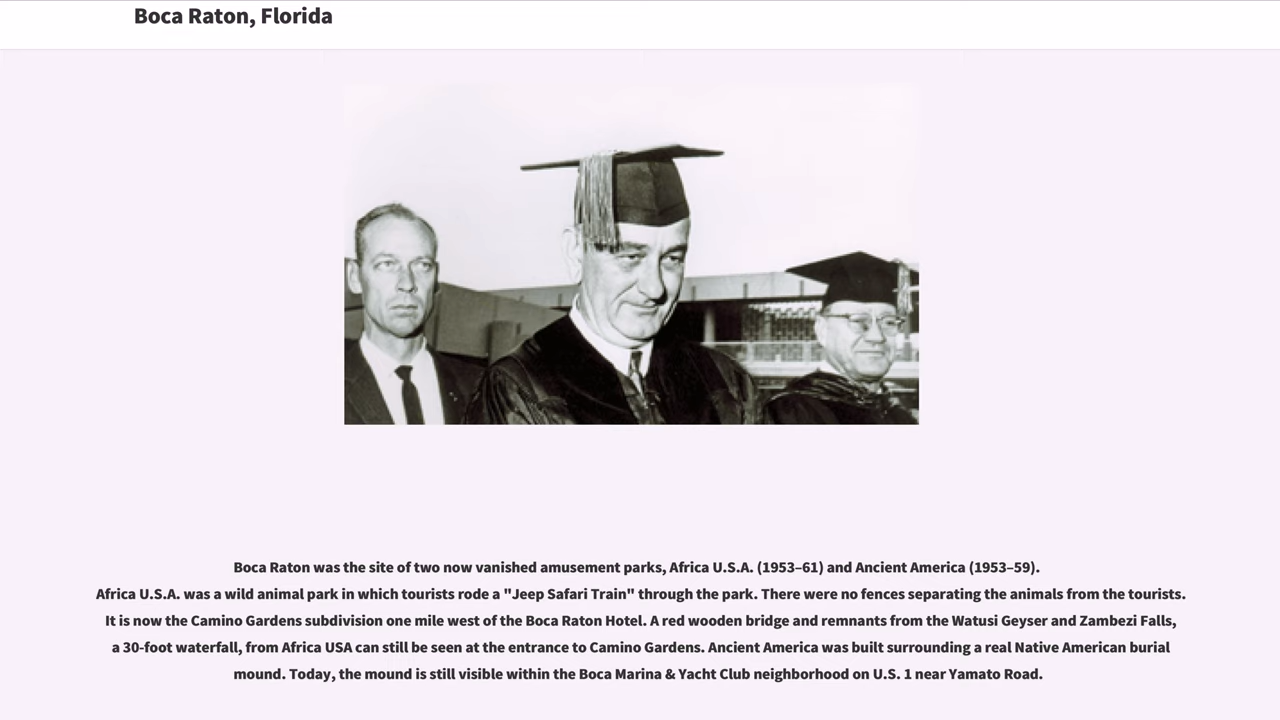 Boca Raton, Florida
Boca Raton was the site of two now vanished amusement parks, Africa U.S.A. (1953–61) and Ancient America (1953–59).
Africa U.S.A. was a wild animal park in which tourists rode a "Jeep Safari Train" through the park. There were no fences separating the animals from the tourists.
It is now the Camino Gardens subdivision one mile west of the Boca Raton Hotel. A red wooden bridge and remnants from the Watusi Geyser and Zambezi Falls,
a 30-foot waterfall, from Africa USA can still be seen at the entrance to Camino Gardens. Ancient America was built surrounding a real Native American burial
mound. Today, the mound is still visible within the Boca Marina & Yacht Club neighborhood on U.S. 1 near Yamato Road.